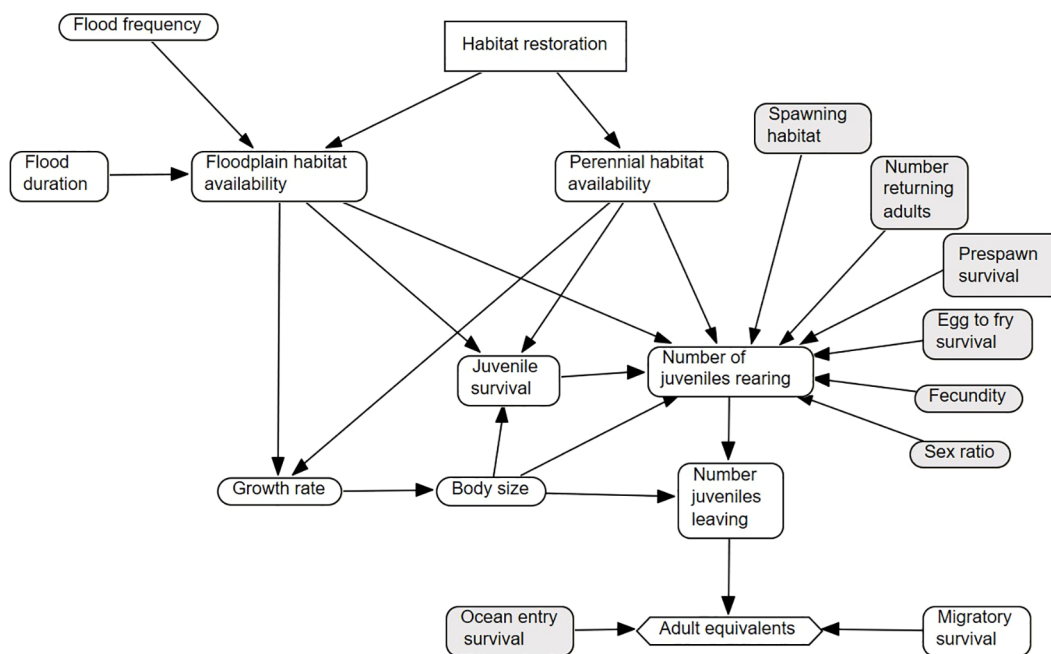 Flood frequency
Habitat restoration
Spawning
habitat
Flood
duration
Floodplain habitat
availability
Perennial habitat
availability
Number
returning
adults
Prespawn
survival
Egg to fry
survival
Juvenile
survival
Number of
juveniles rearing
Fecundity
Sex ratio
Growth rate
Body size
Number
juveniles
leaving
Ocean entry
survival
Adult equivalents
Migratory
survival